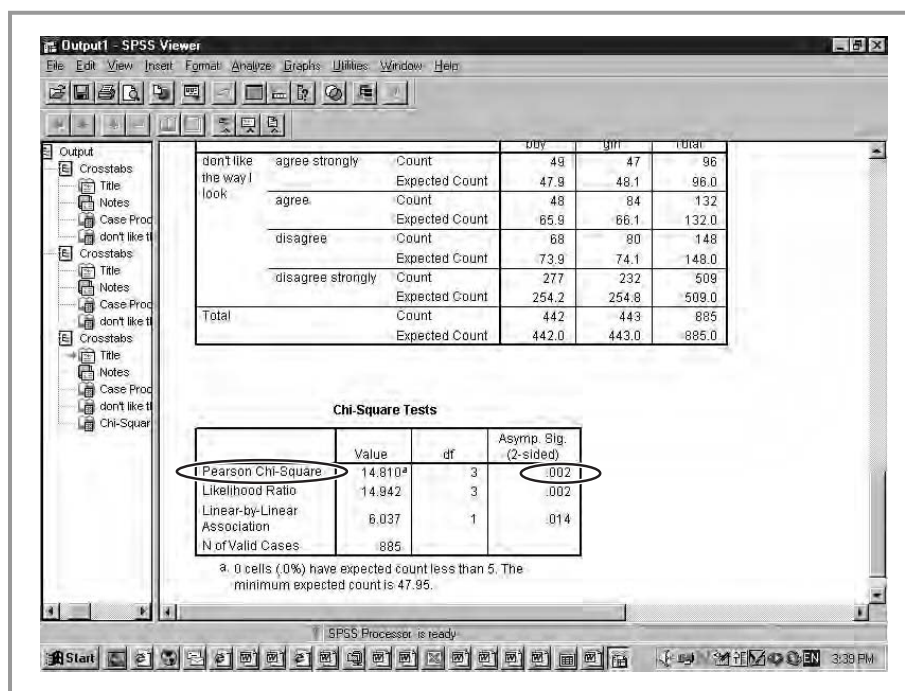 Output1 - SPSS Viewer
File Edit View Insert Format Analyze Graphs Utilities Window Help
Output
Crosstabs
Title
Notes
Case Proc
don't like tl
Crosstabs
Title
Notes
Case Proc
don't like tl
Crosstabs
Title
Notes
Case Proc
don't like tl
Chi-Squar
boy girl Total
don't like the way I look agree strongly Count 49 47 96
Expected Count 47.9 48.1 96.0
agree Count 48 84 132
Expected Count 65.9 66.1 132.0
disagree Count 68 80 148
Expected Count 73.9 74.1 148.0
disagree strongly Count 277 232 509
Expected Count 254.2 254.8 509.0
Total Count 442 443 885
Expected Count 442.0 443.0 885.0
Chi-Square Tests
Value df Asymp. Sig. (2-sided)
Pearson Chi-Square 14.810a 3 .002
Likelihood Ratio 14.942 3 .002
Linear-by-Linear Association 6.037 1 .014
N of Valid Cases 885
a. 0 cells (.0%) have expected count less than 5. The
minimum expected count is 47.95.
SPSS Processor is ready
Start EN 3:39 PM